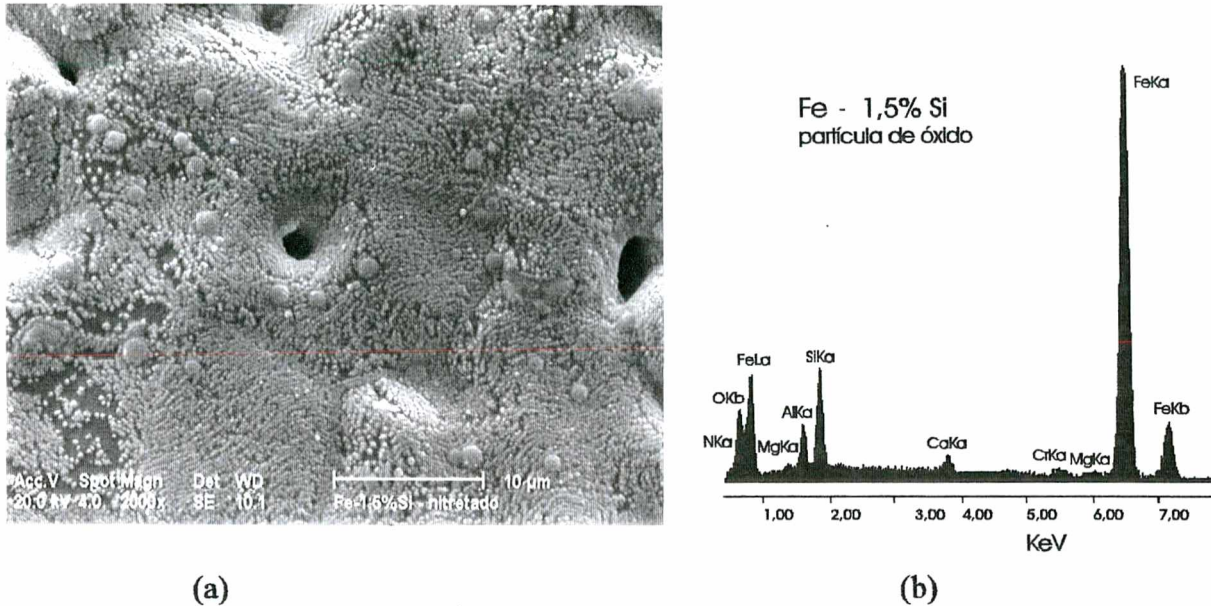 Acc.V Spot Magn Det WD
20.0 kV 4.0 2000x SE 10.1
10 µm
Fe-1.5%Si - nitretado
Fe - 1,5% Si
partícula de óxido
FeKa
FeLa
SiKa
OKb
AlKa
FeKb
NKa
MgKa
CaKa
CrKa
MgKa
1,00 2,00 3,00 4,00 5,00 6,00 7,00
KeV
(a)
(b)